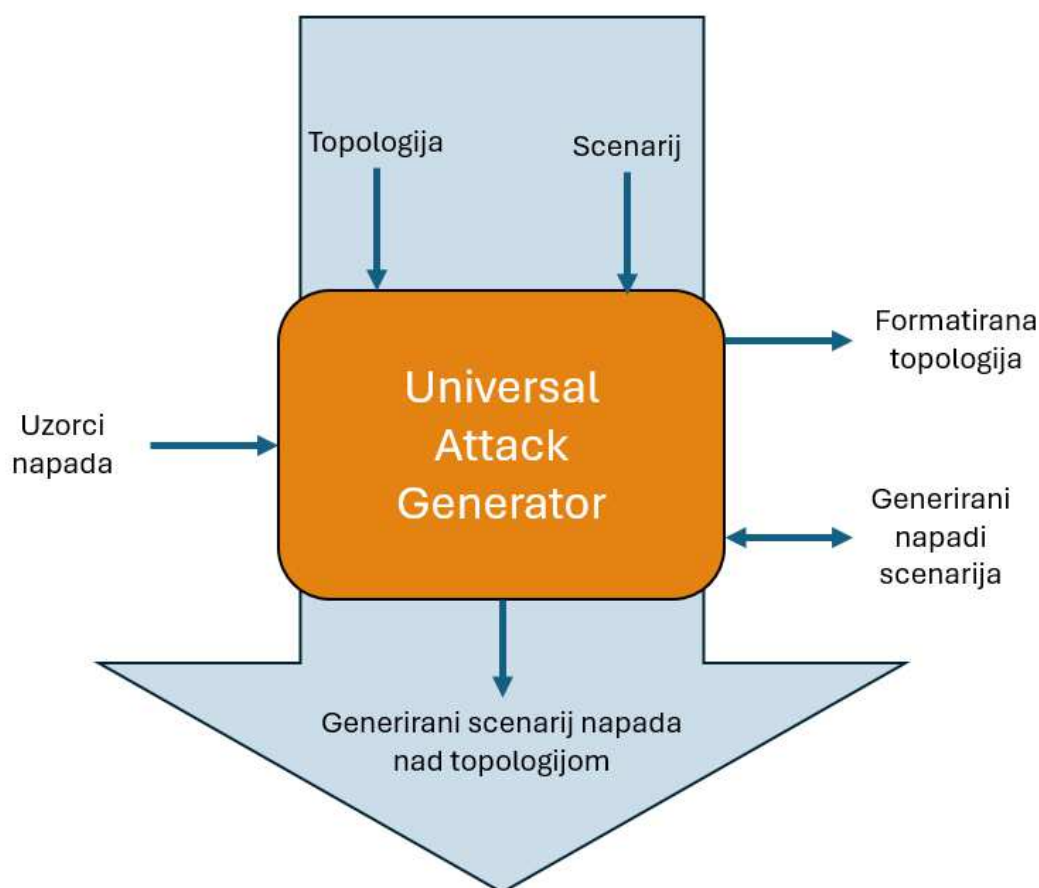 Topologija
Scenarij
Formatirana
topologija
Universal
Attack
Generator
Uzorci
napada
Generirani
napadi
scenarija
Generirani scenarij napada
nad topologijom